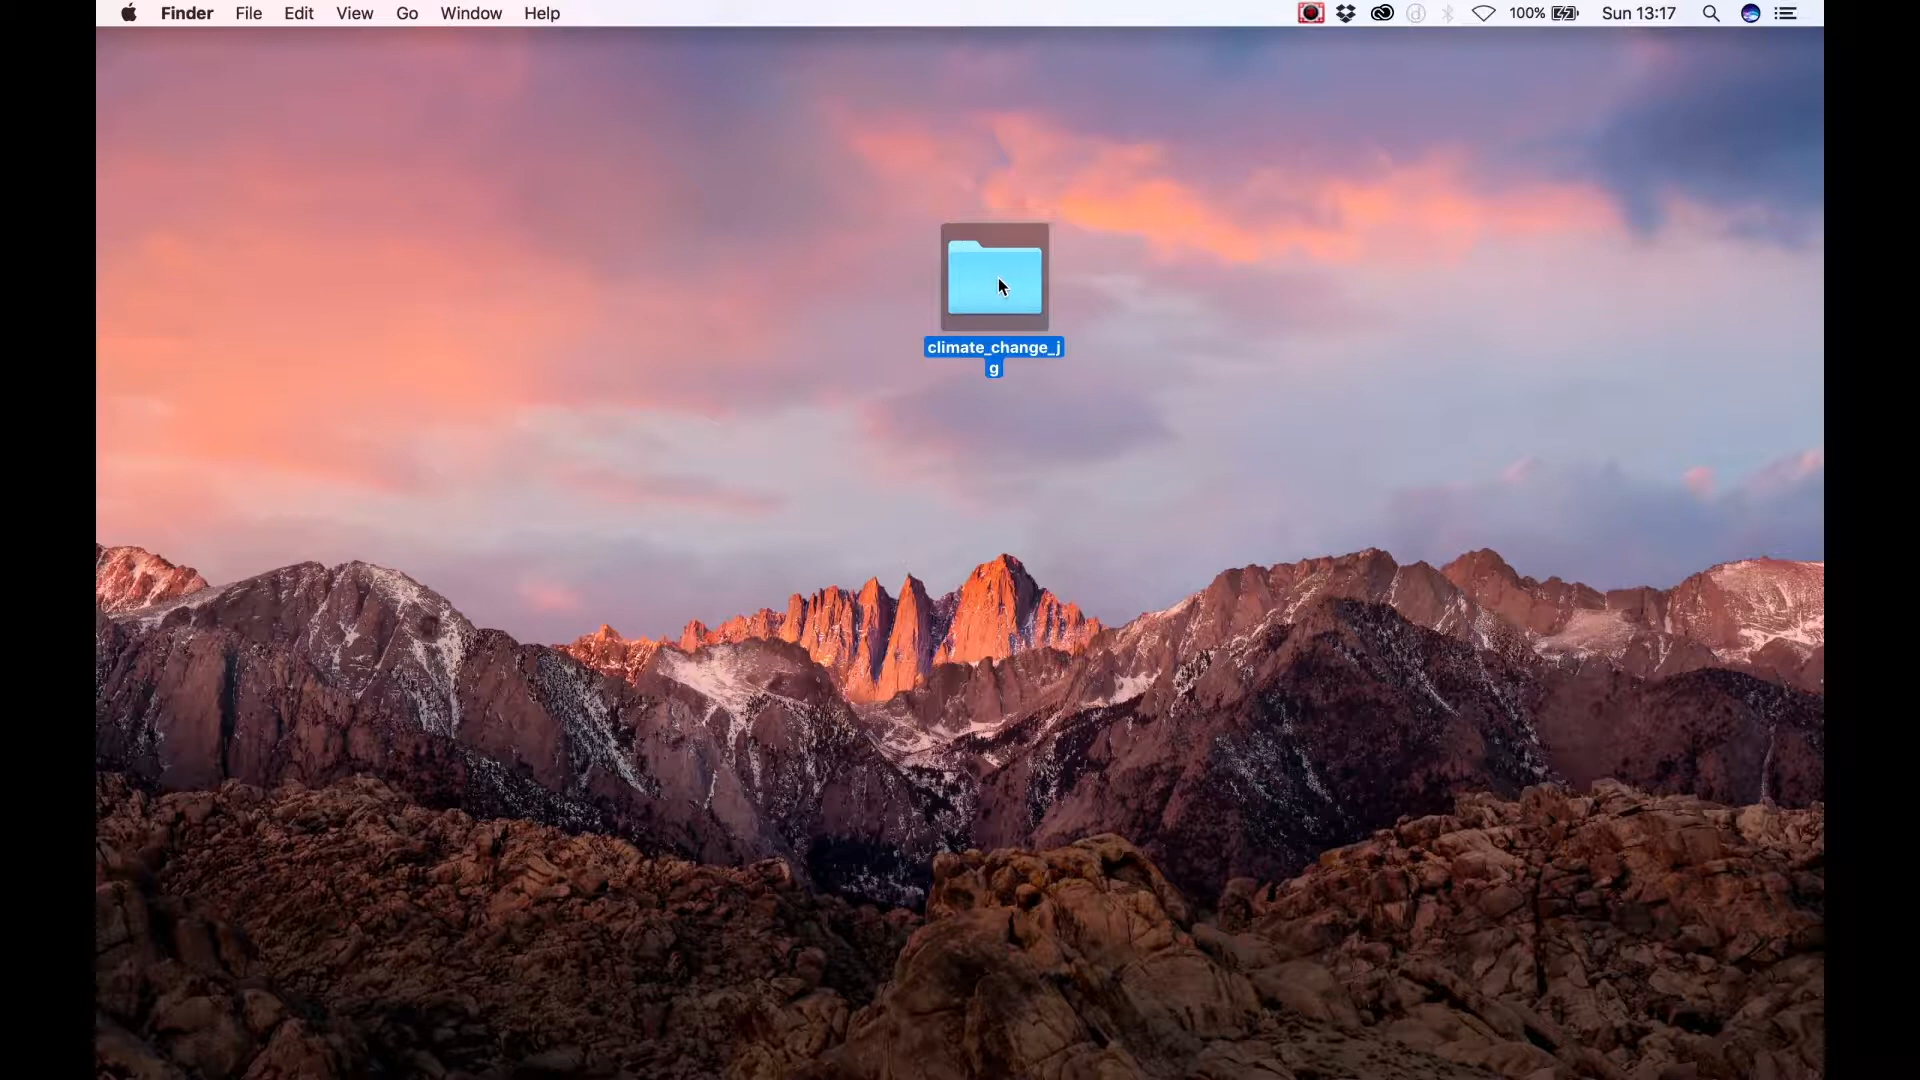 Finder File Edit View Go Window Help 100% Sun 13:17
climate_change_j
g